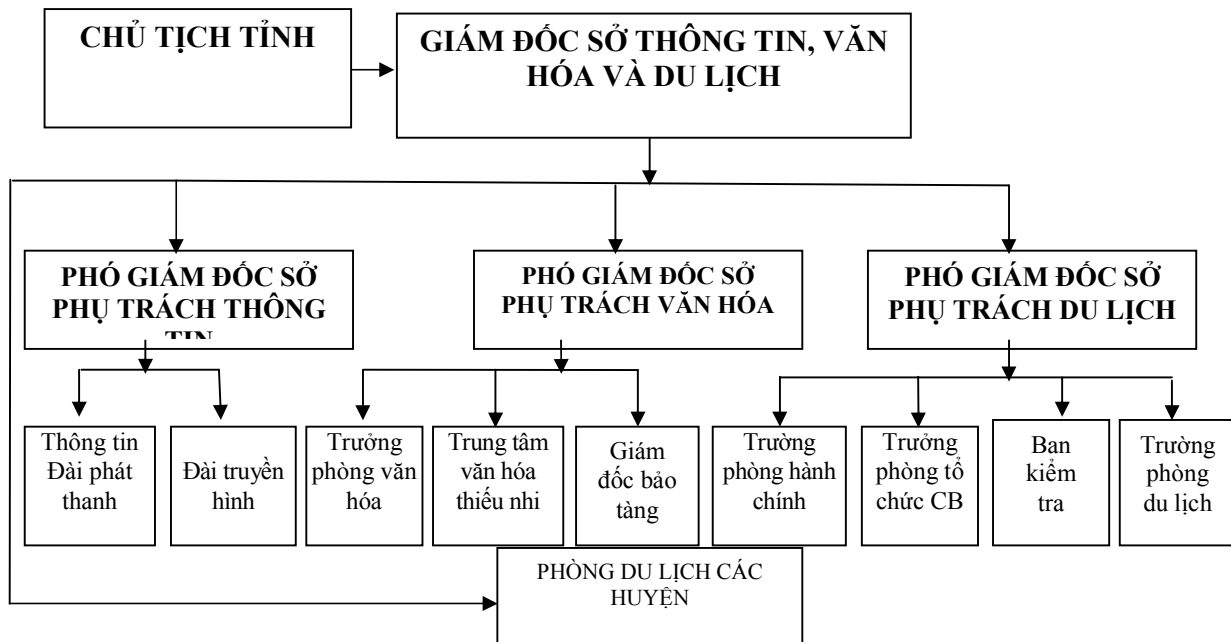 CHỦ TỊCH TỈNH
GIÁM ĐỐC SỞ THÔNG TIN, VĂN
HÓA VÀ DU LỊCH
PHÓ GIÁM ĐỐC SỞ
PHỤ TRÁCH THÔNG
TIN
PHÓ GIÁM ĐỐC SỞ
PHỤ TRÁCH VĂN HÓA
PHÓ GIÁM ĐỐC SỞ
PHỤ TRÁCH DU LỊCH
Thông tin
Đài phát
thanh
Đài truyền
hình
Trưởng
phòng văn
hóa
Trung tâm
văn hóa
thiếu nhi
Giám
đốc bảo
tàng
Trường
phòng hành
chính
Trưởng
phòng tổ
chức CB
Ban
kiểm
tra
Trường
phòng
du lịch
PHÒNG DU LỊCH CÁC
HUYỆN